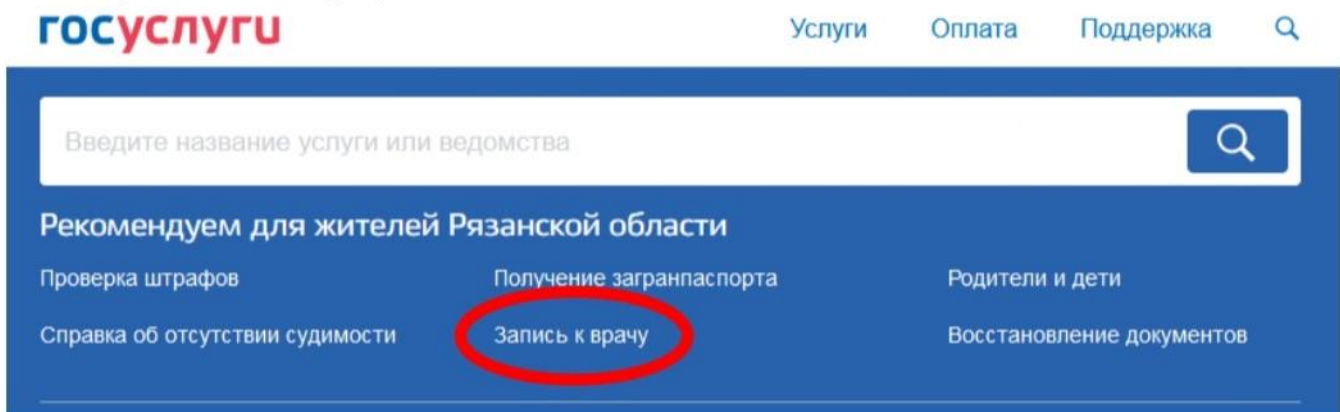 госуслуги Услуги Оплата Поддержка
Введите название услуги или ведомства
Рекомендуем для жителей Рязанской области
Проверка штрафов Получение загранпаспорта Родители и дети
Справка об отсутствии судимости Запись к врачу Восстановление документов